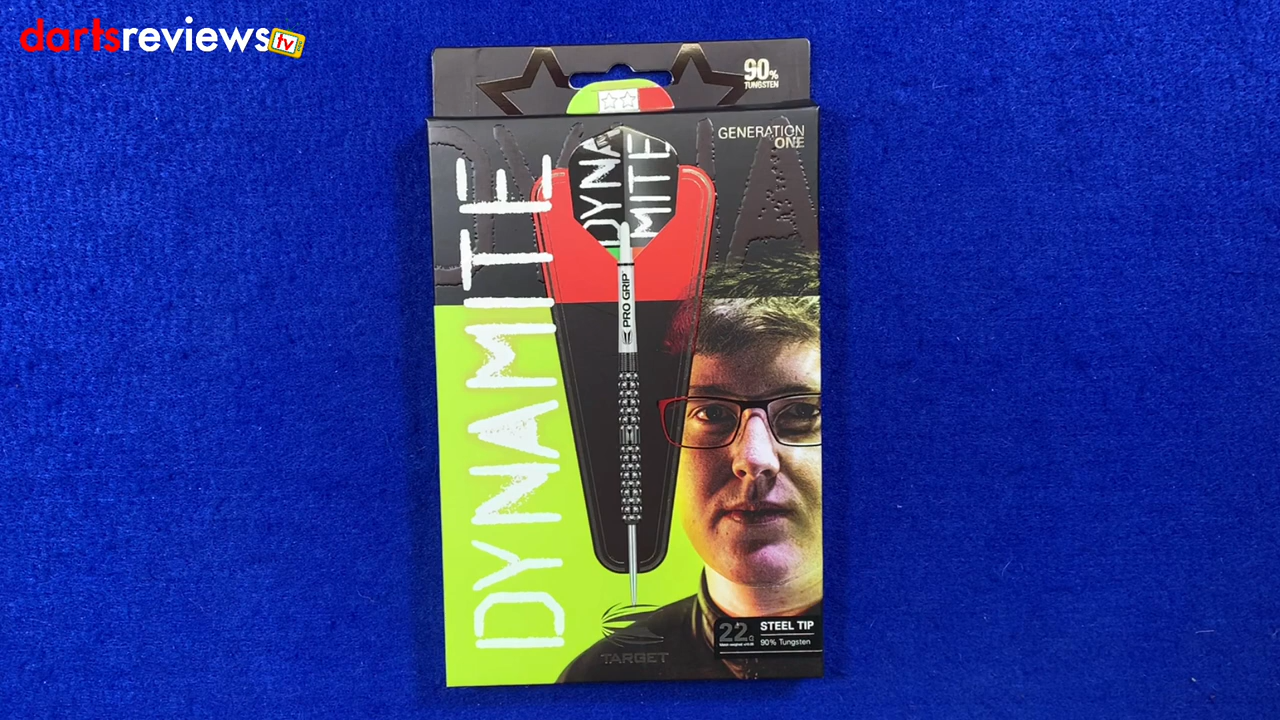 dartsreviews tv
90%
TUNGSTEN
GENERATION
ONE
DYNAMITE
DYNA
MITE
PRO GRIP
22g
STEEL TIP
90% Tungsten
TARGET